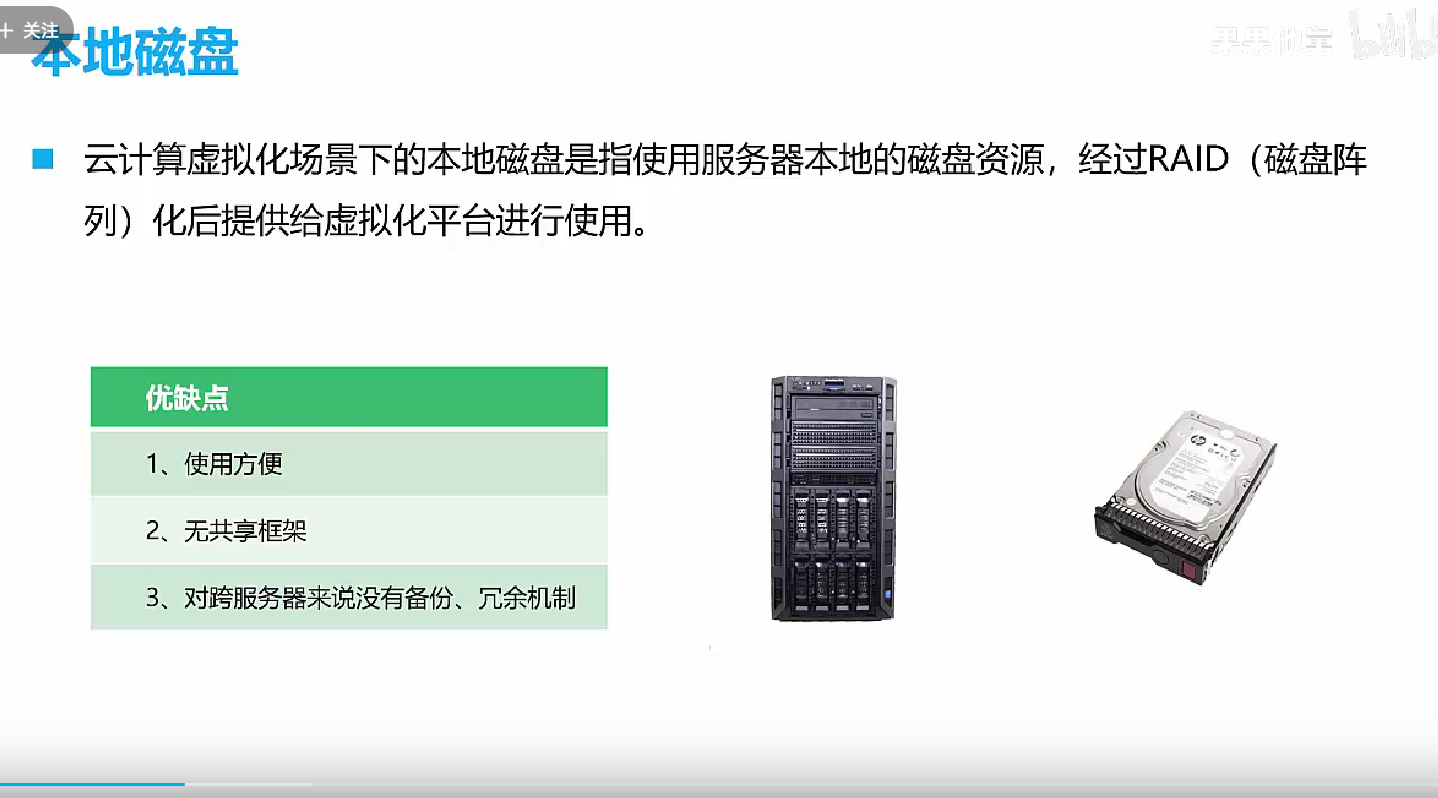 + 关注
本地磁盘
果果他爹 bilibili
云计算虚拟化场景下的本地磁盘是指使用服务器本地的磁盘资源，经过RAID（磁盘阵
列）化后提供给虚拟化平台进行使用。
优缺点
1、使用方便
2、无共享框架
3、对跨服务器来说没有备份、冗余机制
hp